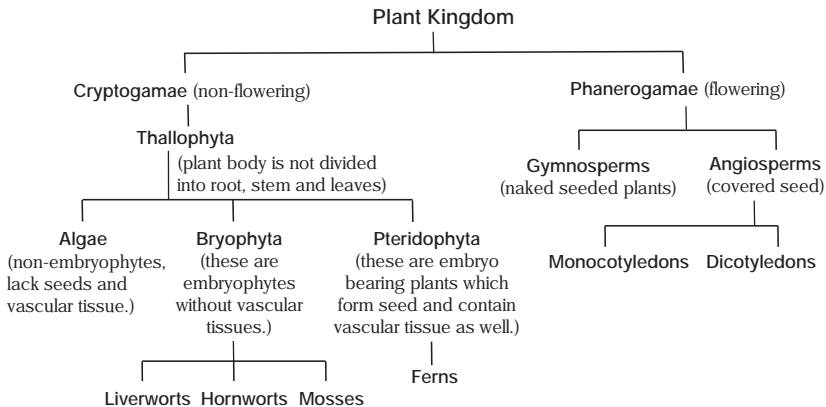 Plant Kingdom
Cryptogamae (non-flowering)
Phanerogamae (flowering)
Thallophyta
(plant body is not divided
into root, stem and leaves)
Gymnosperms
(naked seeded plants)
Angiosperms
(covered seed)
Algae
(non-embryophytes,
lack seeds and
vascular tissue.)
Bryophyta
(these are
embryophytes
without vascular
tissues.)
Pteridophyta
(these are embryo
bearing plants which
form seed and contain
vascular tissue as well.)
Monocotyledons
Dicotyledons
Ferns
Liverworts
Hornworts
Mosses